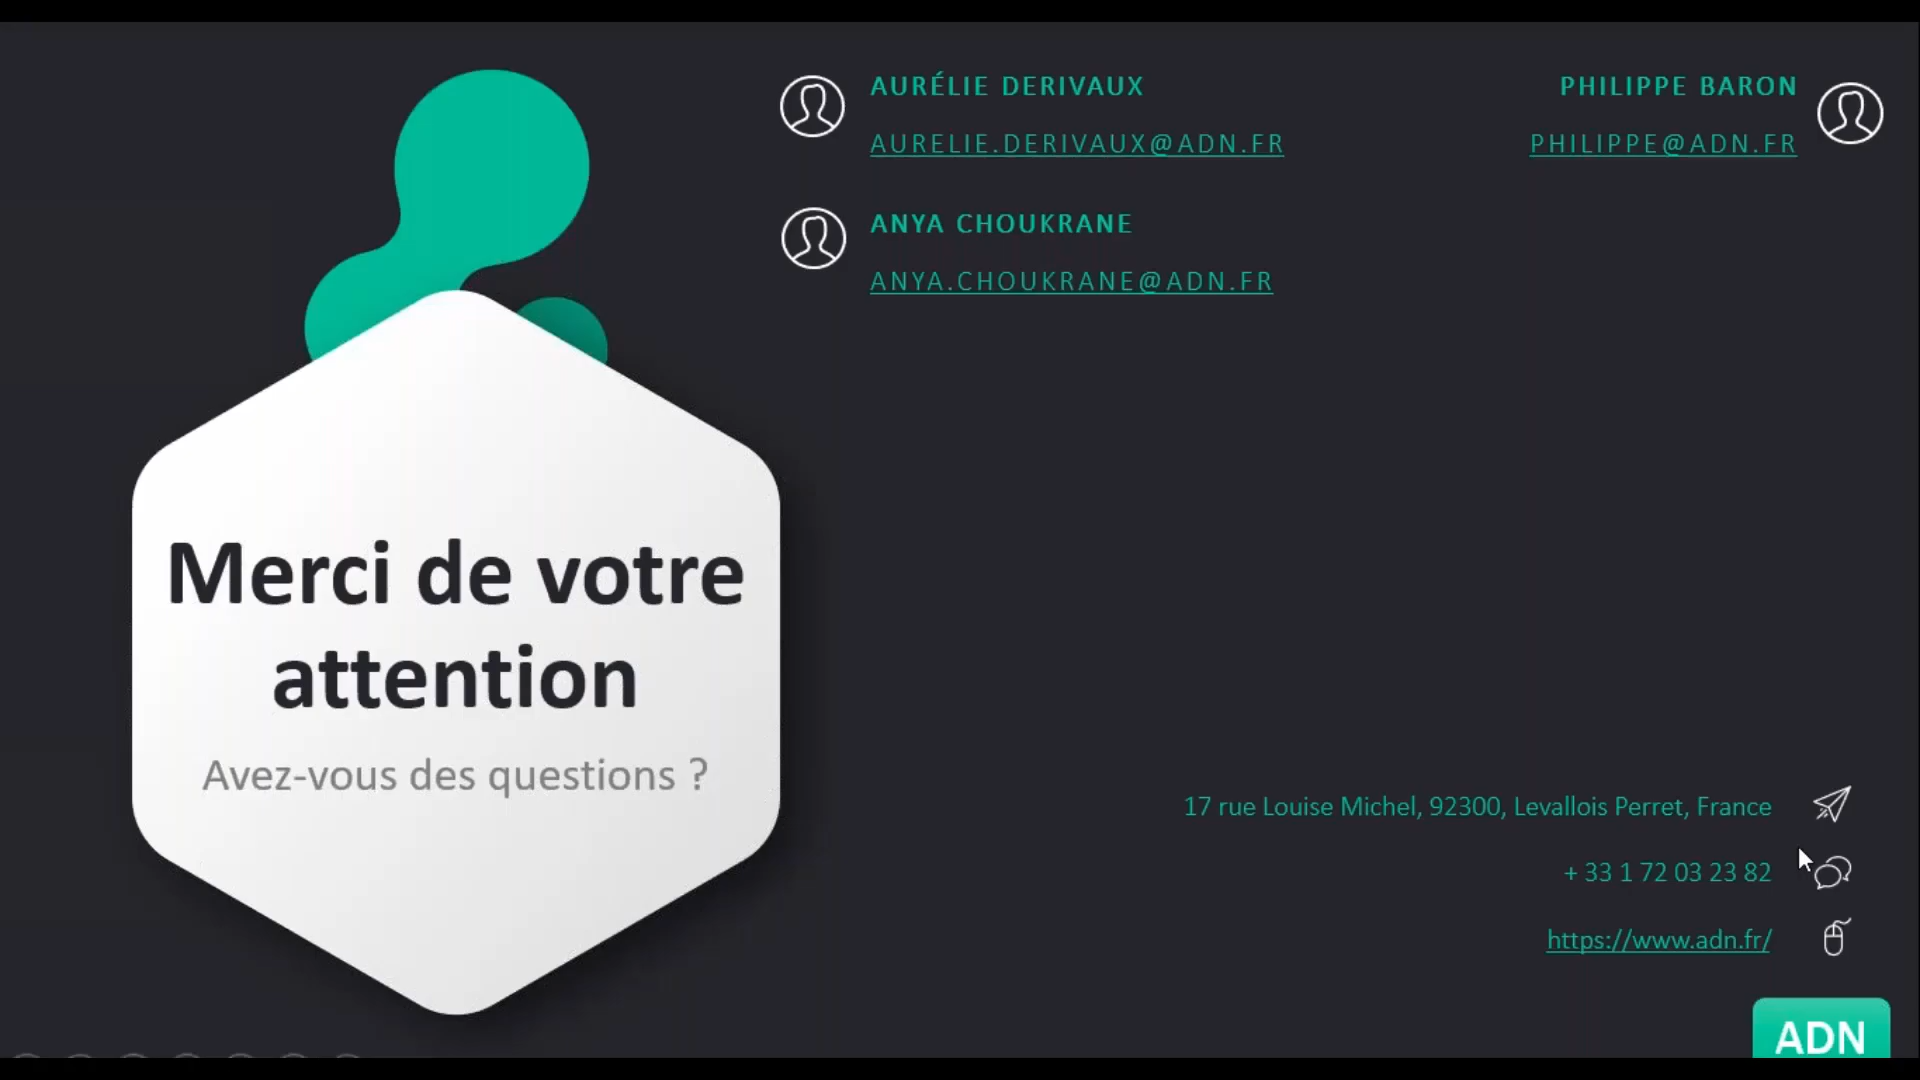 AURÉLIE DERIVAUX
AURELIE.DERIVAUX@ADN.FR
PHILIPPE BARON
PHILIPPE@ADN.FR
ANYA CHOUKRANE
ANYA.CHOUKRANE@ADN.FR
Merci de votre
attention
Avez-vous des questions ?
17 rue Louise Michel, 92300, Levallois Perret, France
+ 33 1 72 03 23 82
https://www.adn.fr/
ADN